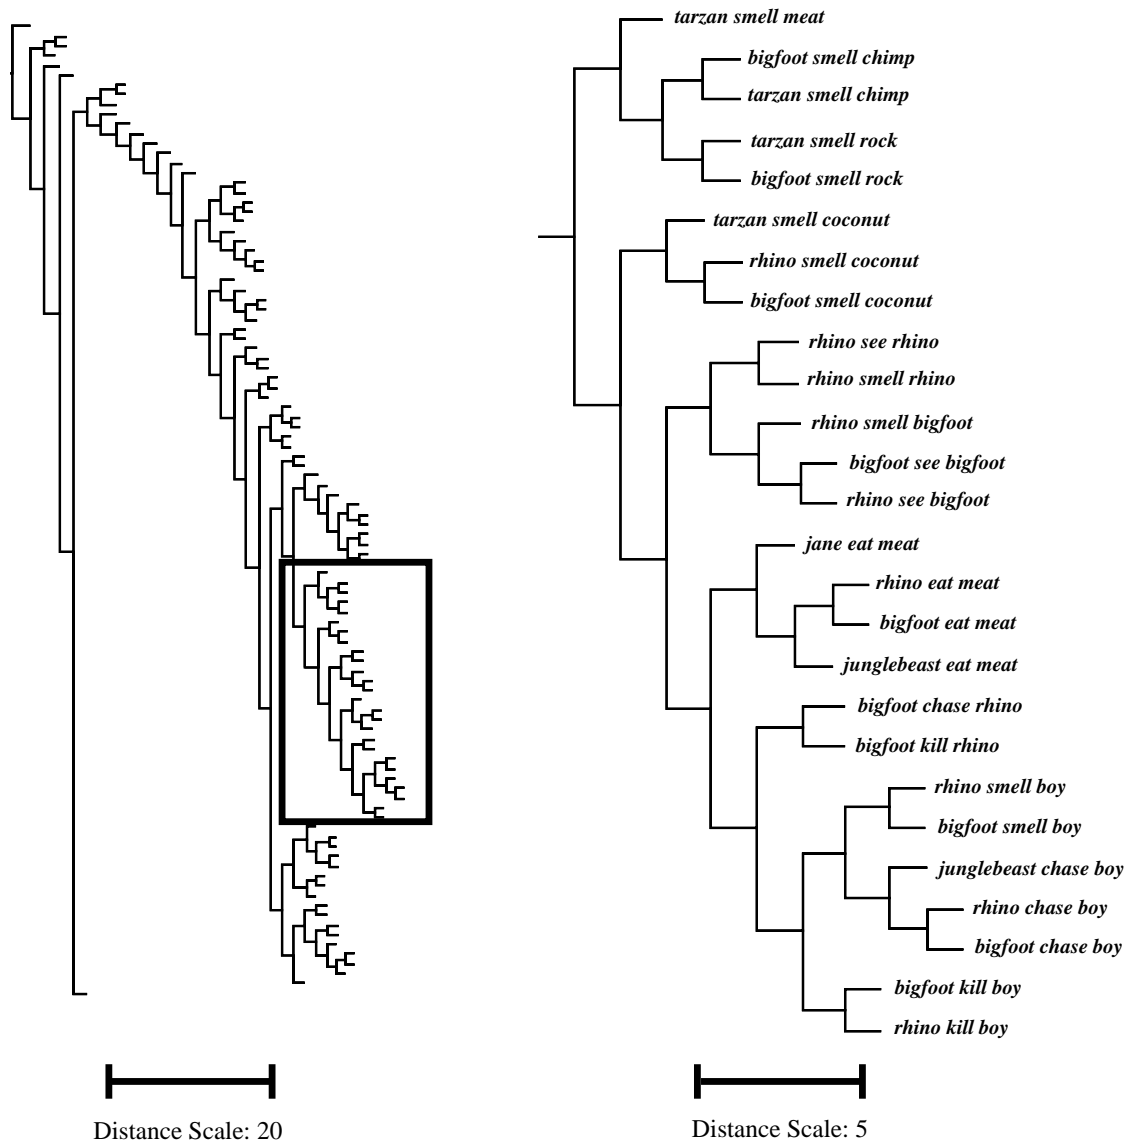 tarzan smell meat
bigfoot smell chimp
tarzan smell chimp
tarzan smell rock
bigfoot smell rock
tarzan smell coconut
rhino smell coconut
bigfoot smell coconut
rhino see rhino
rhino smell rhino
rhino smell bigfoot
bigfoot see bigfoot
rhino see bigfoot
jane eat meat
rhino eat meat
bigfoot eat meat
junglebeast eat meat
bigfoot chase rhino
bigfoot kill rhino
rhino smell boy
bigfoot smell boy
junglebeast chase boy
rhino chase boy
bigfoot chase boy
bigfoot kill boy
rhino kill boy
Distance Scale: 20
Distance Scale: 5